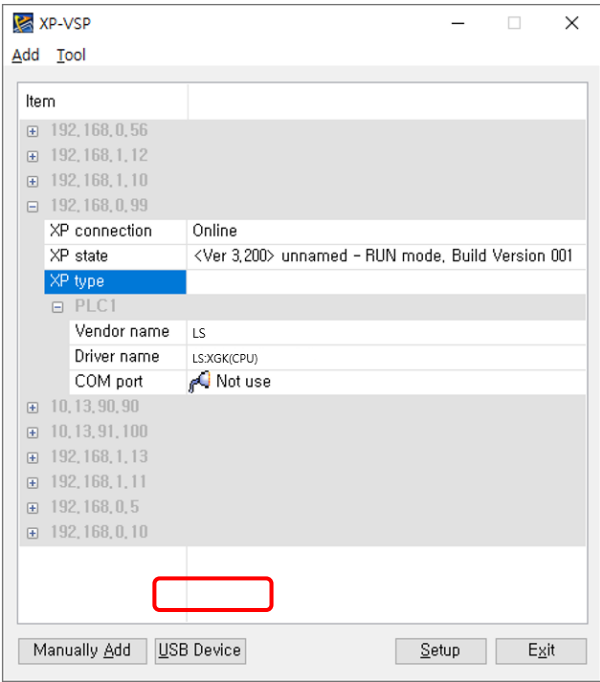 XP-VSP
Add Tool
Item
192.168.0.56
192.168.1.12
192.168.1.10
192.168.0.99
XP connection Online
XP state <Ver 3.200> unnamed - RUN mode, Build Version 001
XP type
PLC1
Vendor name LS
Driver name LS:XGK(CPU)
COM port Not use
10.13.90.90
10.13.91.100
192.168.1.13
192.168.1.11
192.168.0.5
192.168.0.10
Manually Add USB Device Setup Exit